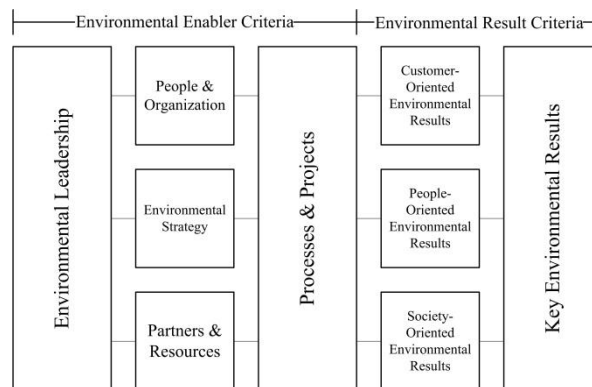 Environmental Enabler Criteria
Environmental Result Criteria
Environmental Leadership
People &
Organization
Environmental
Strategy
Partners &
Resources
Processes & Projects
Customer-
Oriented
Environmental
Results
People-
Oriented
Environmental
Results
Society-
Oriented
Environmental
Results
Key Environmental Results